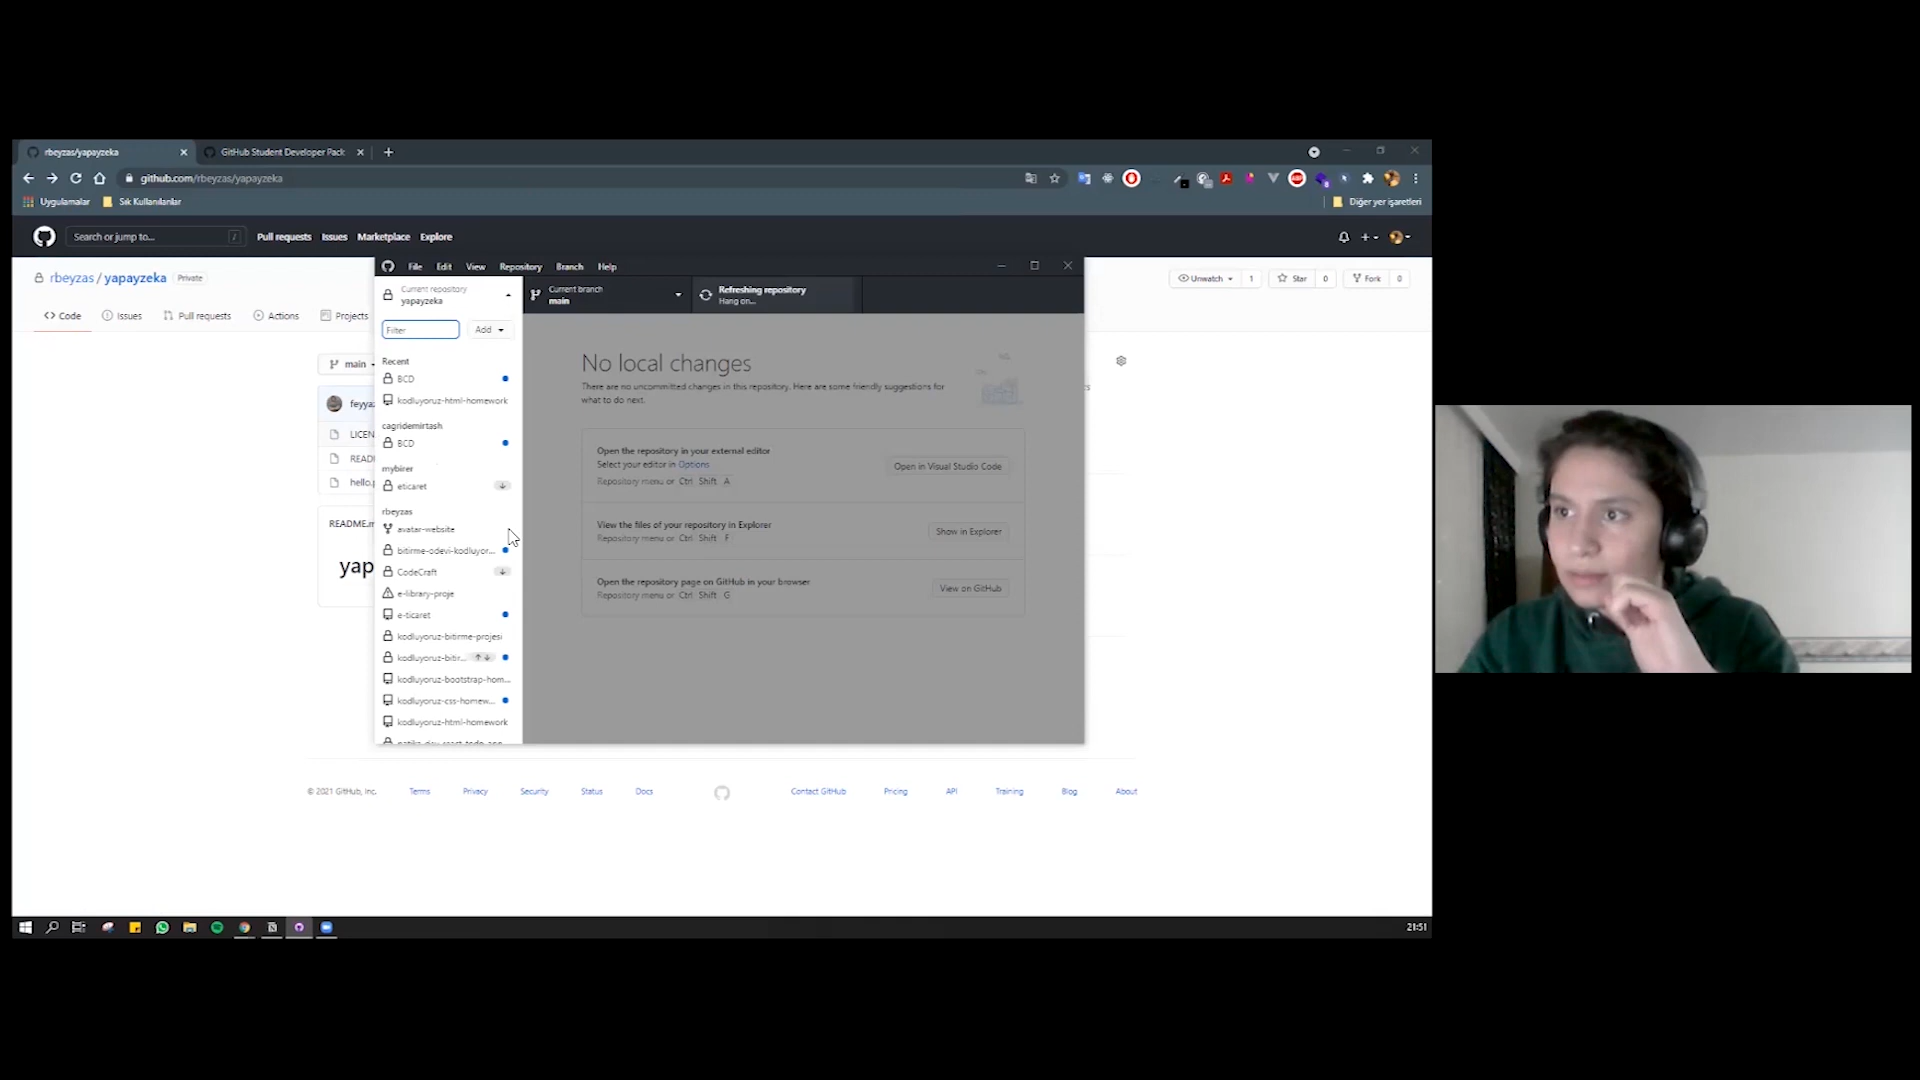 rbeyzas/yapayzeka
GitHub Student Developer Pack
github.com/rbeyzas/yapayzeka
Uygulamalar
Sık Kullanılanlar
Diğer yer işaretleri
Search or jump to...
/
Pull requests
Issues
Marketplace
Explore
rbeyzas / yapayzeka
Private
Unwatch
1
Star
0
Fork
0
Code
Issues
Pull requests
Actions
Projects
main
feyyaz
LICEN
READ
hello.p
README.m
yap
File
Edit
View
Repository
Branch
Help
Current repository
yapayzeka
Current branch
main
Refreshing repository
Hang on...
Filter
Add
Recent
BCD
kodluyoruz-html-homework
cagridemirtash
BCD
mybirer
eticaret
rbeyzas
avatar-website
bitirme-odevi-kodluyor...
CodeCraft
e-library-proje
e-ticaret
kodluyoruz-bitirme-projesi
kodluyoruz-bitir...
kodluyoruz-bootstrap-hom...
kodluyoruz-css-homew...
kodluyoruz-html-homework
No local changes
There are no uncommitted changes in this repository. Here are some friendly suggestions for
what to do next.
Open the repository in your external editor
Select your editor in Options
Repository menu or Ctrl Shift A
Open in Visual Studio Code
View the files of your repository in Explorer
Repository menu or Ctrl Shift F
Show in Explorer
Open the repository page on GitHub in your browser
Repository menu or Ctrl Shift G
View on GitHub
© 2021 GitHub, Inc.
Terms
Privacy
Security
Status
Docs
Contact GitHub
Pricing
API
Training
Blog
About
21:51